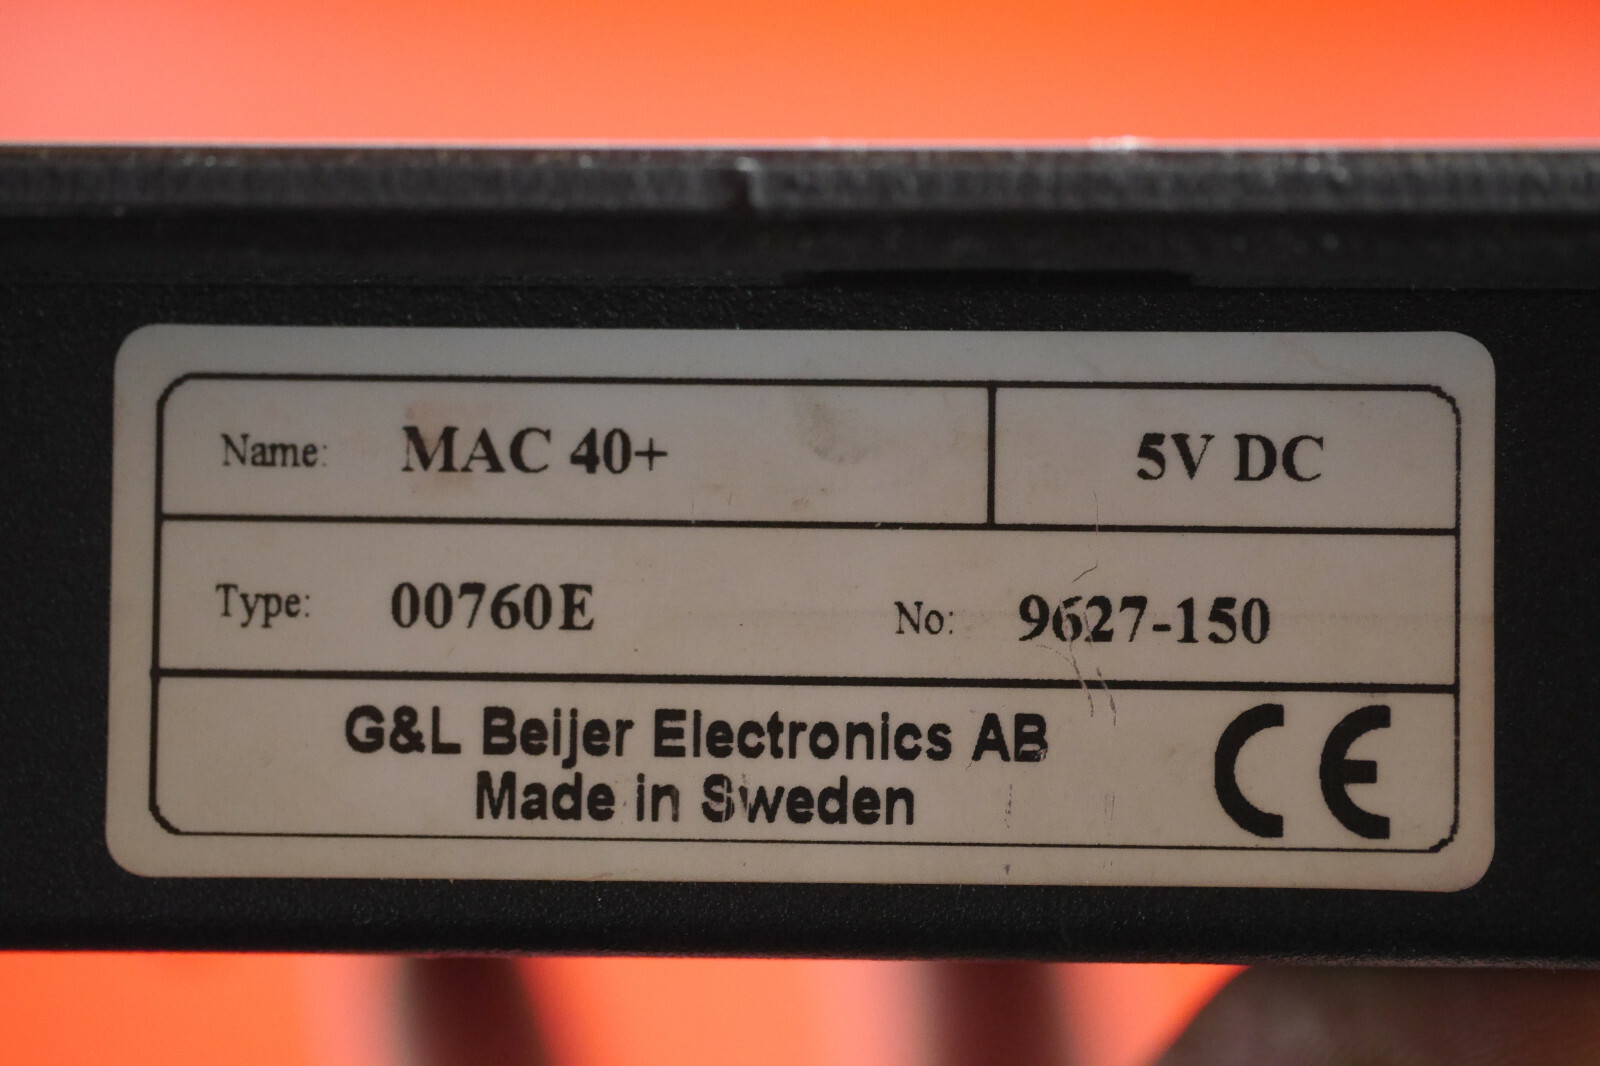 Name: MAC 40+ 5V DC
Type: 00760E No: 9627-150
G&L Beijer Electronics AB
Made in Sweden
CE